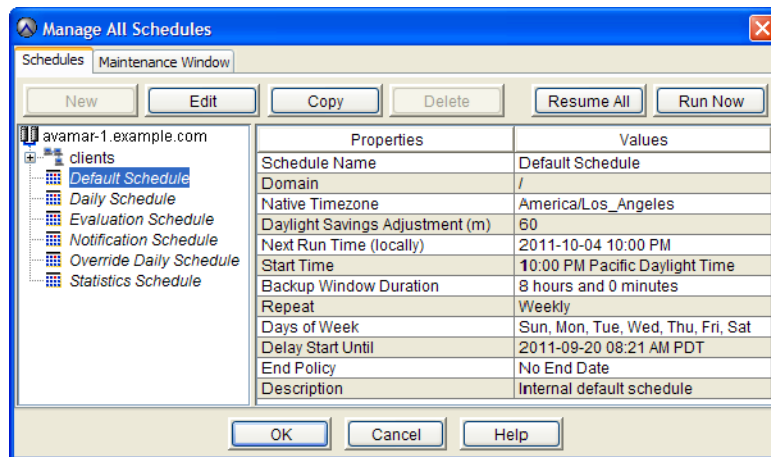 Manage All Schedules
Schedules Maintenance Window
New Edit Copy Delete Resume All Run Now
avamar-1.example.com
clients
Default Schedule
Daily Schedule
Evaluation Schedule
Notification Schedule
Override Daily Schedule
Statistics Schedule
Properties Values
Schedule Name Default Schedule
Domain /
Native Timezone America/Los_Angeles
Daylight Savings Adjustment (m) 60
Next Run Time (locally) 2011-10-04 10:00 PM
Start Time 10:00 PM Pacific Daylight Time
Backup Window Duration 8 hours and 0 minutes
Repeat Weekly
Days of Week Sun, Mon, Tue, Wed, Thu, Fri, Sat
Delay Start Until 2011-09-20 08:21 AM PDT
End Policy No End Date
Description Internal default schedule
OK Cancel Help